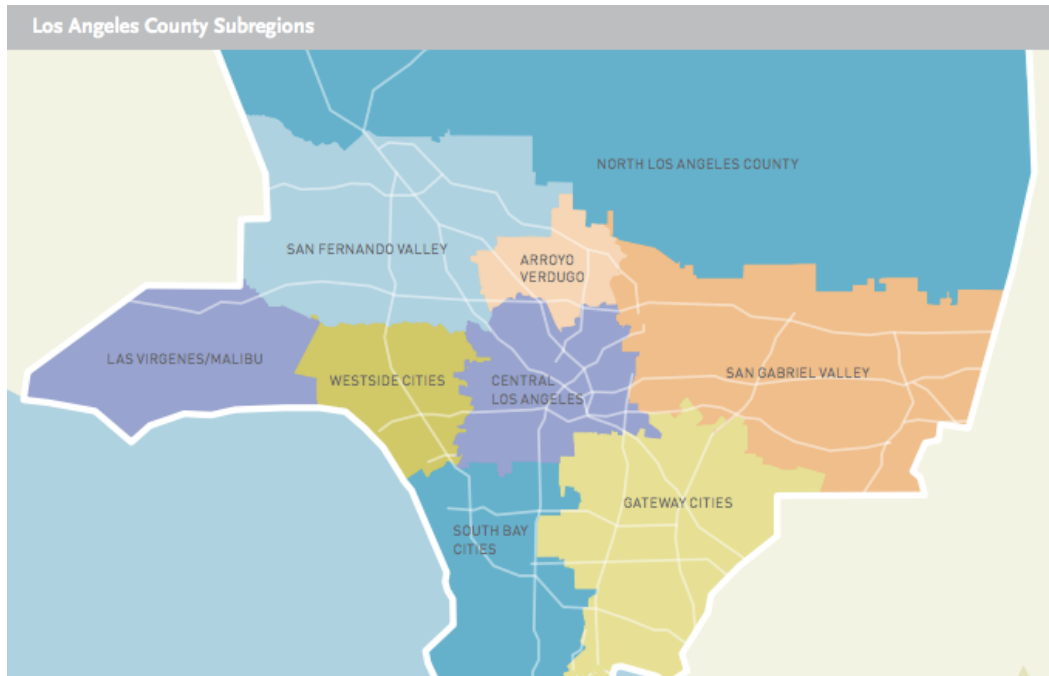 Los Angeles County Subregions
NORTH LOS ANGELES COUNTY
SAN FERNANDO VALLEY
ARROYO
VERDUGO
LAS VIRGENES/MALIBU
WESTSIDE CITIES
CENTRAL
LOS ANGELES
SAN GABRIEL VALLEY
GATEWAY CITIES
SOUTH BAY
CITIES